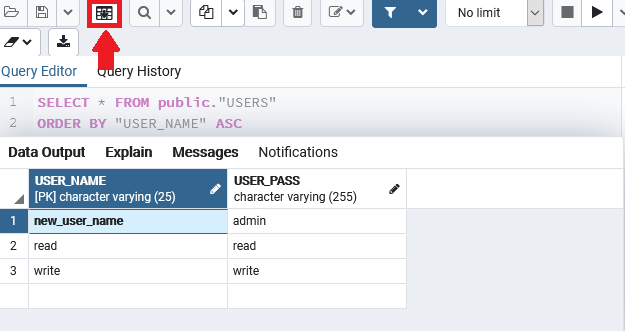 No limit
Query Editor Query History
1 SELECT * FROM public."USERS"
2 ORDER BY "USER_NAME" ASC
Data Output Explain Messages Notifications
USER_NAME USER_PASS
[PK] character varying (25) character varying (255)
1 new_user_name admin
2 read read
3 write write